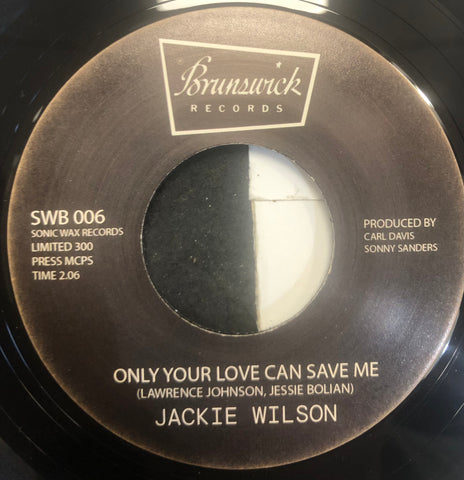 Brunswick
RECORDS
SWB 006
SONIC WAX RECORDS
LIMITED 300
PRESS MCPS
TIME 2.06
PRODUCED BY
CARL DAVIS
SONNY SANDERS
ONLY YOUR LOVE CAN SAVE ME
(LAWRENCE JOHNSON, JESSIE BOLIAN)
JACKIE WILSON